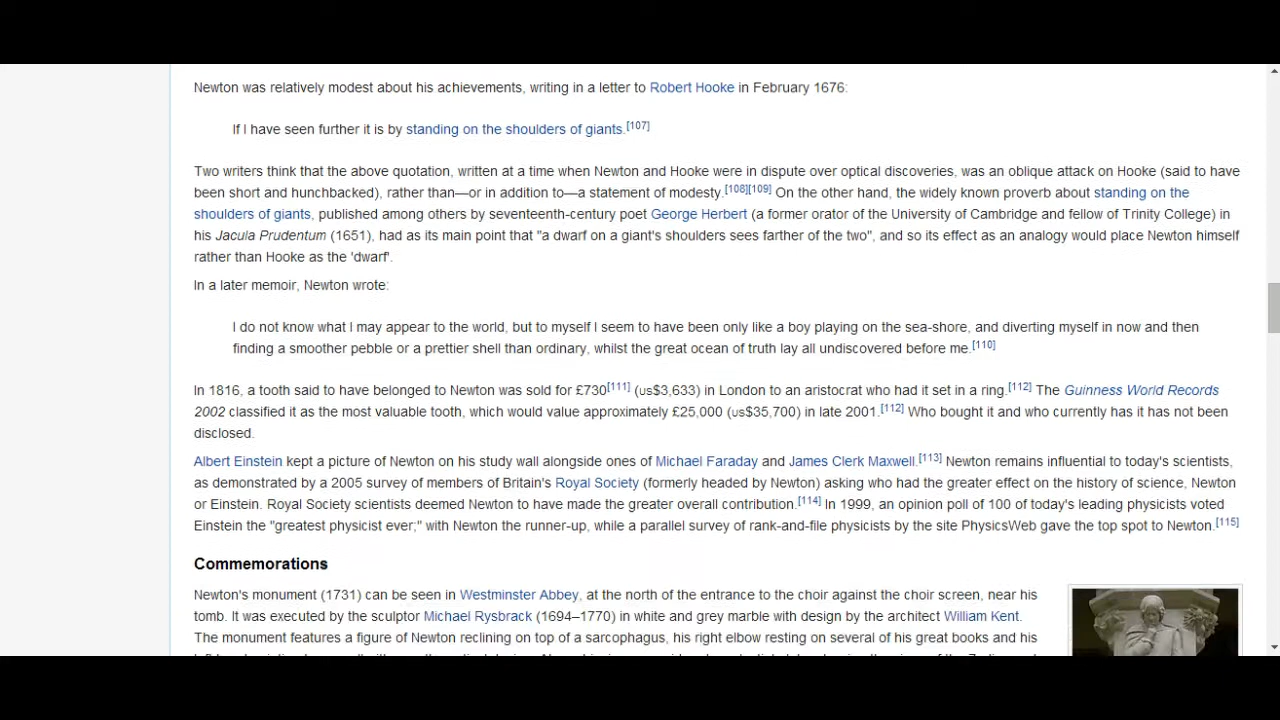 Newton was relatively modest about his achievements, writing in a letter to Robert Hooke in February 1676:
If I have seen further it is by standing on the shoulders of giants.[107]
Two writers think that the above quotation, written at a time when Newton and Hooke were in dispute over optical discoveries, was an oblique attack on Hooke (said to have
been short and hunchbacked), rather than—or in addition to—a statement of modesty.[108][109] On the other hand, the widely known proverb about standing on the
shoulders of giants, published among others by seventeenth-century poet George Herbert (a former orator of the University of Cambridge and fellow of Trinity College) in
his Jacula Prudentum (1651), had as its main point that "a dwarf on a giant's shoulders sees farther of the two", and so its effect as an analogy would place Newton himself
rather than Hooke as the 'dwarf'.
In a later memoir, Newton wrote:
I do not know what I may appear to the world, but to myself I seem to have been only like a boy playing on the sea-shore, and diverting myself in now and then
finding a smoother pebble or a prettier shell than ordinary, whilst the great ocean of truth lay all undiscovered before me.[110]
In 1816, a tooth said to have belonged to Newton was sold for £730[111] (US$3,633) in London to an aristocrat who had it set in a ring.[112] The Guinness World Records
2002 classified it as the most valuable tooth, which would value approximately £25,000 (US$35,700) in late 2001.[112] Who bought it and who currently has it has not been
disclosed.
Albert Einstein kept a picture of Newton on his study wall alongside ones of Michael Faraday and James Clerk Maxwell.[113] Newton remains influential to today's scientists,
as demonstrated by a 2005 survey of members of Britain's Royal Society (formerly headed by Newton) asking who had the greater effect on the history of science, Newton
or Einstein. Royal Society scientists deemed Newton to have made the greater overall contribution.[114] In 1999, an opinion poll of 100 of today's leading physicists voted
Einstein the "greatest physicist ever;" with Newton the runner-up, while a parallel survey of rank-and-file physicists by the site PhysicsWeb gave the top spot to Newton.[115]
Commemorations
Newton's monument (1731) can be seen in Westminster Abbey, at the north of the entrance to the choir against the choir screen, near his
tomb. It was executed by the sculptor Michael Rysbrack (1694–1770) in white and grey marble with design by the architect William Kent.
The monument features a figure of Newton reclining on top of a sarcophagus, his right elbow resting on several of his great books and his